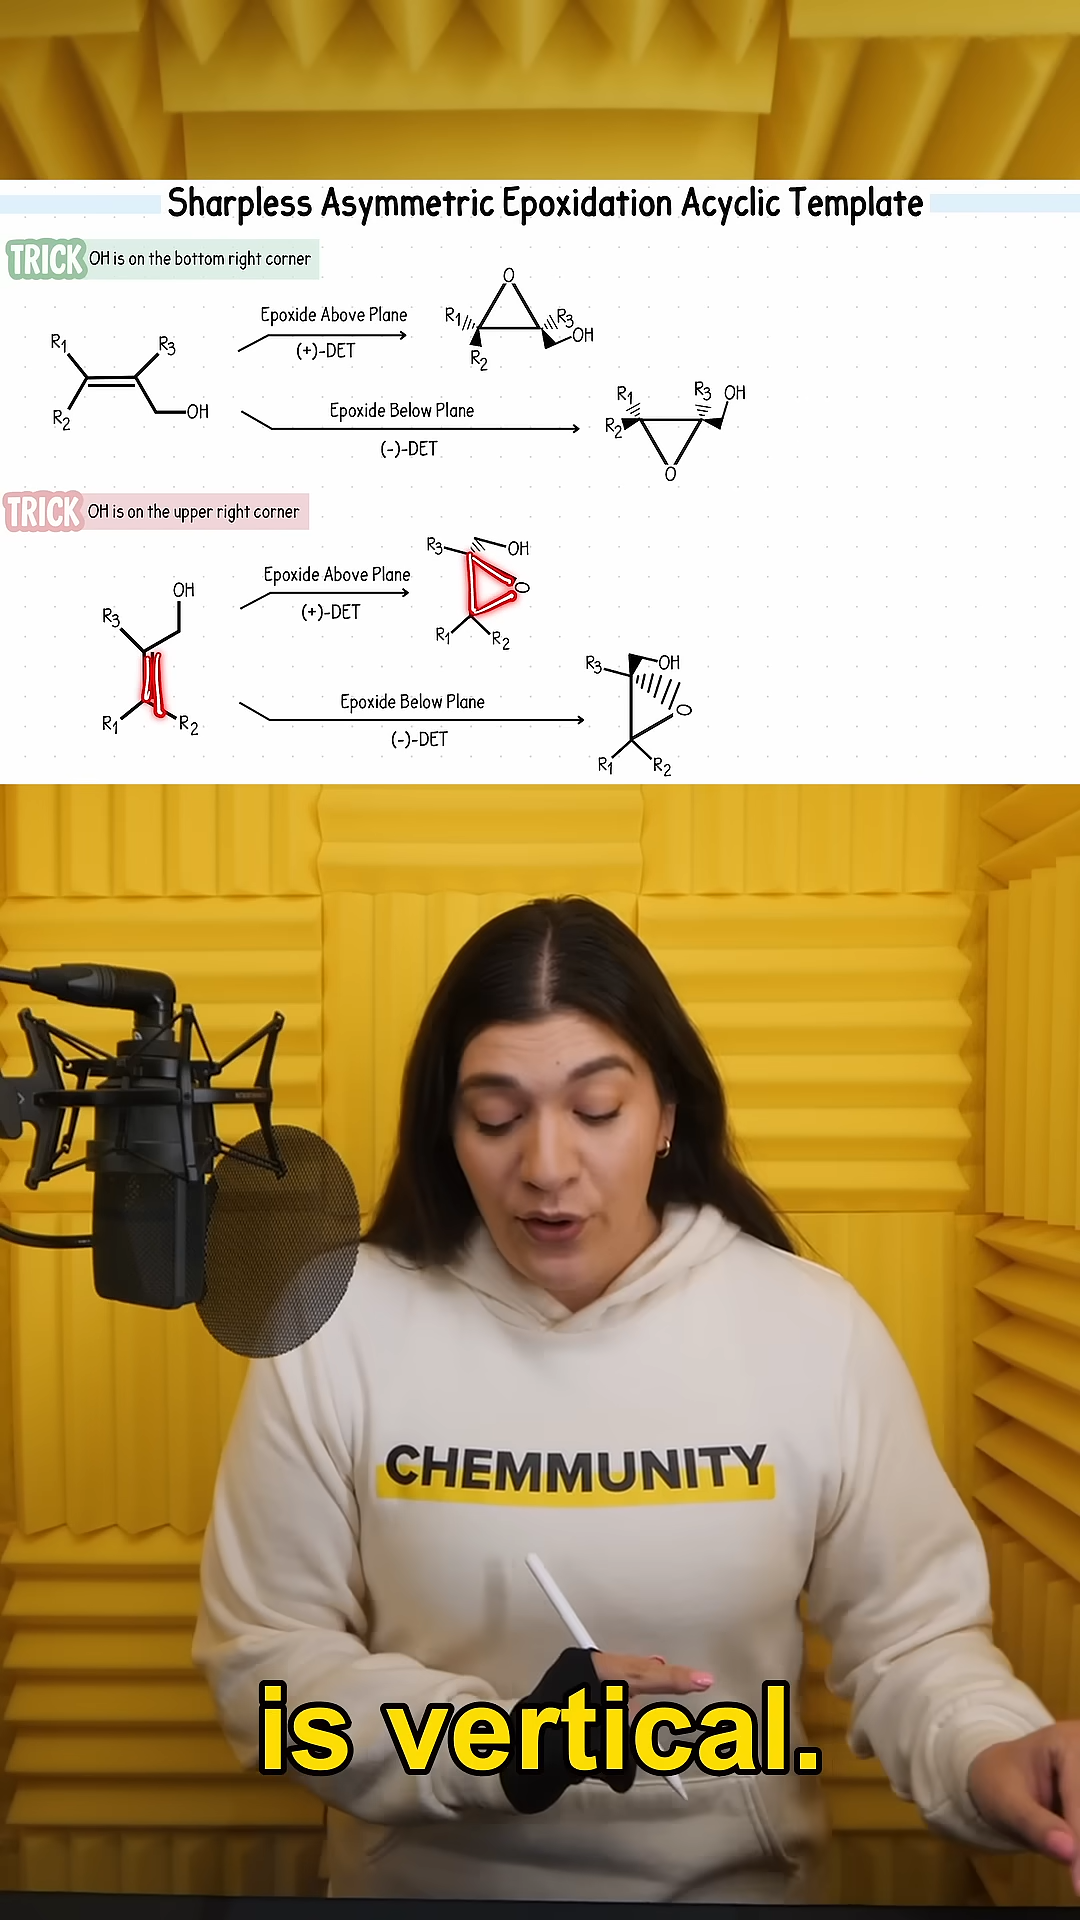 Sharpless Asymmetric Epoxidation Acyclic Template
TRICK OH is on the bottom right corner
R1
R3
R2
OH
Epoxide Above Plane
(+)-DET
O
R1
R3
OH
R2
Epoxide Below Plane
(-)-DET
R1
R3
OH
R2
O
TRICK OH is on the upper right corner
OH
R3
R1
R2
Epoxide Above Plane
(+)-DET
R3
OH
O
R1
R2
Epoxide Below Plane
(-)-DET
R3
OH
O
R1
R2
CHEMMUNITY
is vertical.